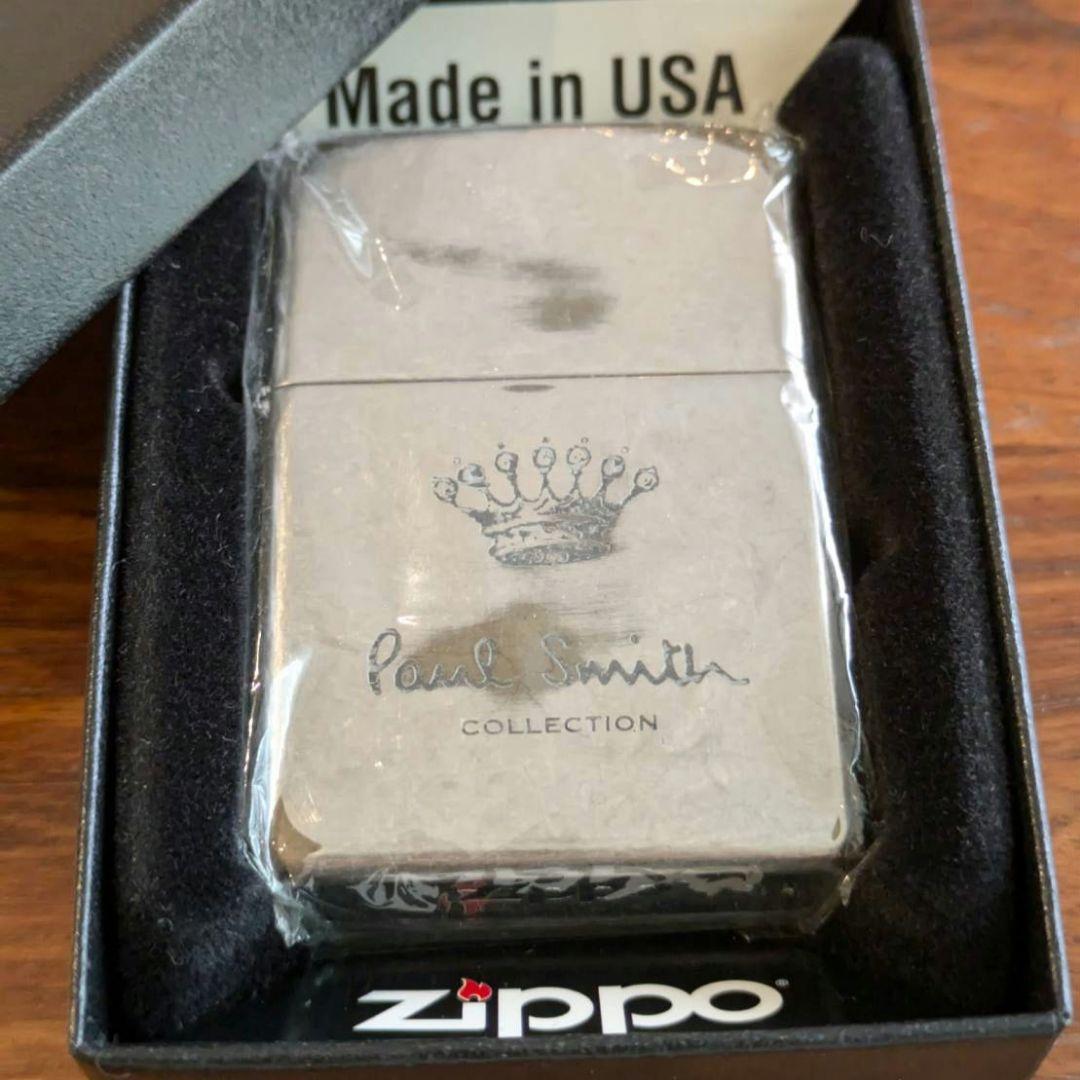 Made in USA
Paul Smith
COLLECTION
zippo